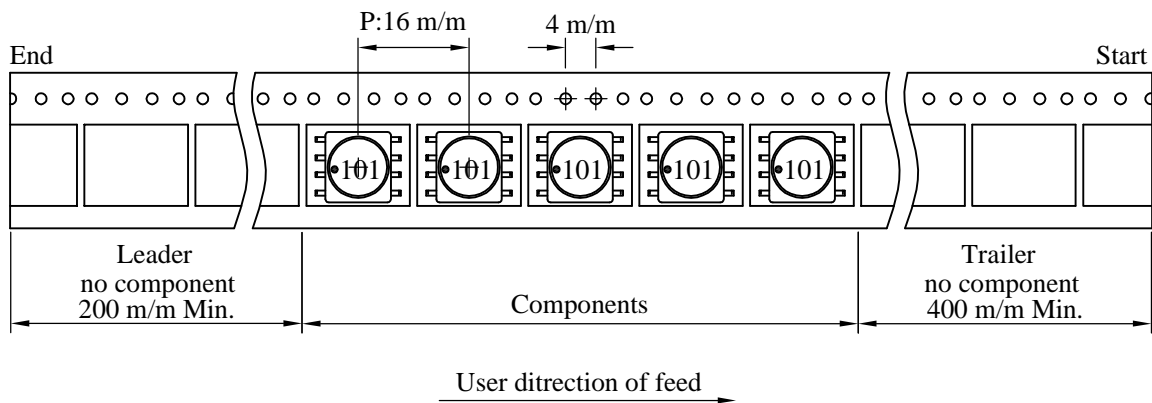 P:16 m/m
4 m/m
End
Start
101
101
101
101
101
Leader
no component
200 m/m Min.
Components
Trailer
no component
400 m/m Min.
User ditrection of feed